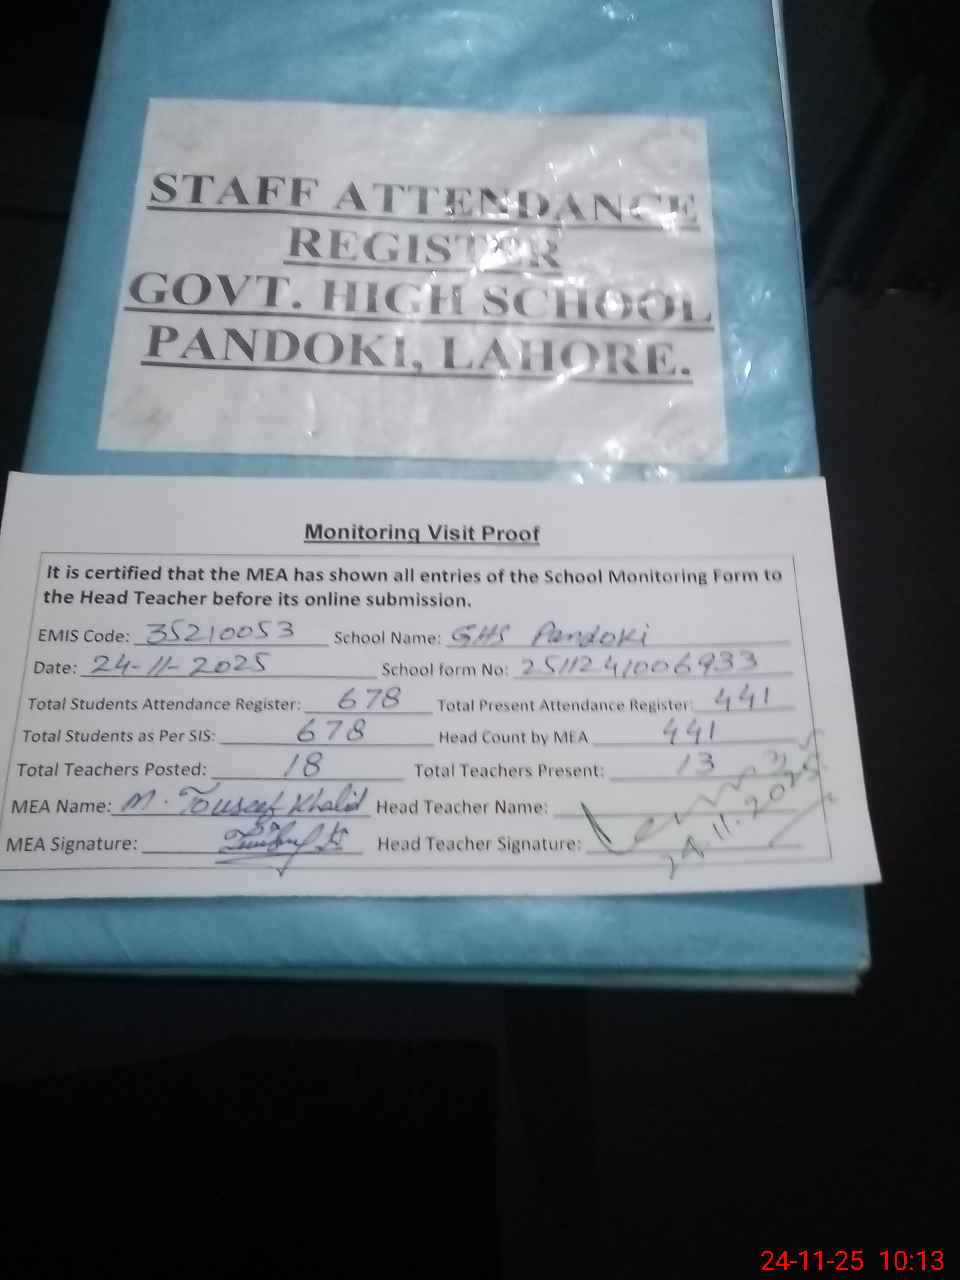 STAFF ATTENDANCE
REGISTER
GOVT. HIGH SCHOOL
PANDOKI, LAHORE.
Monitoring Visit Proof
It is certified that the MEA has shown all entries of the School Monitoring Form to
the Head Teacher before its online submission.
EMIS Code: 35210053 School Name: GHS Pandoki
Date: 24-11-2025 School form No: 2511241006933
Total Students Attendance Register: 678 Total Present Attendance Register: 441
Total Students as Per SIS: 678 Head Count by MEA 441
Total Teachers Posted: 18 Total Teachers Present: 13
MEA Name: M. Touseef Khalid Head Teacher Name:
MEA Signature: Head Teacher Signature:
24.11.2025
24-11-25 10:13